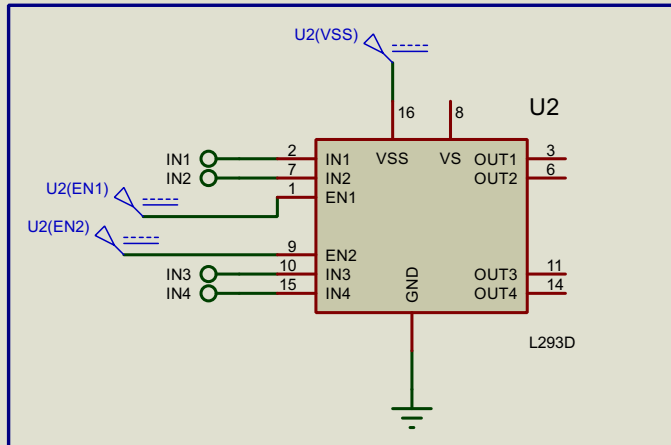 U2(VSS)
16
8
U2
IN1
2
IN1
VSS
VS
OUT1
3
IN2
7
IN2
OUT2
6
U2(EN1)
1
EN1
U2(EN2)
9
EN2
IN3
10
IN3
OUT3
11
IN4
15
IN4
GND
OUT4
14
L293D